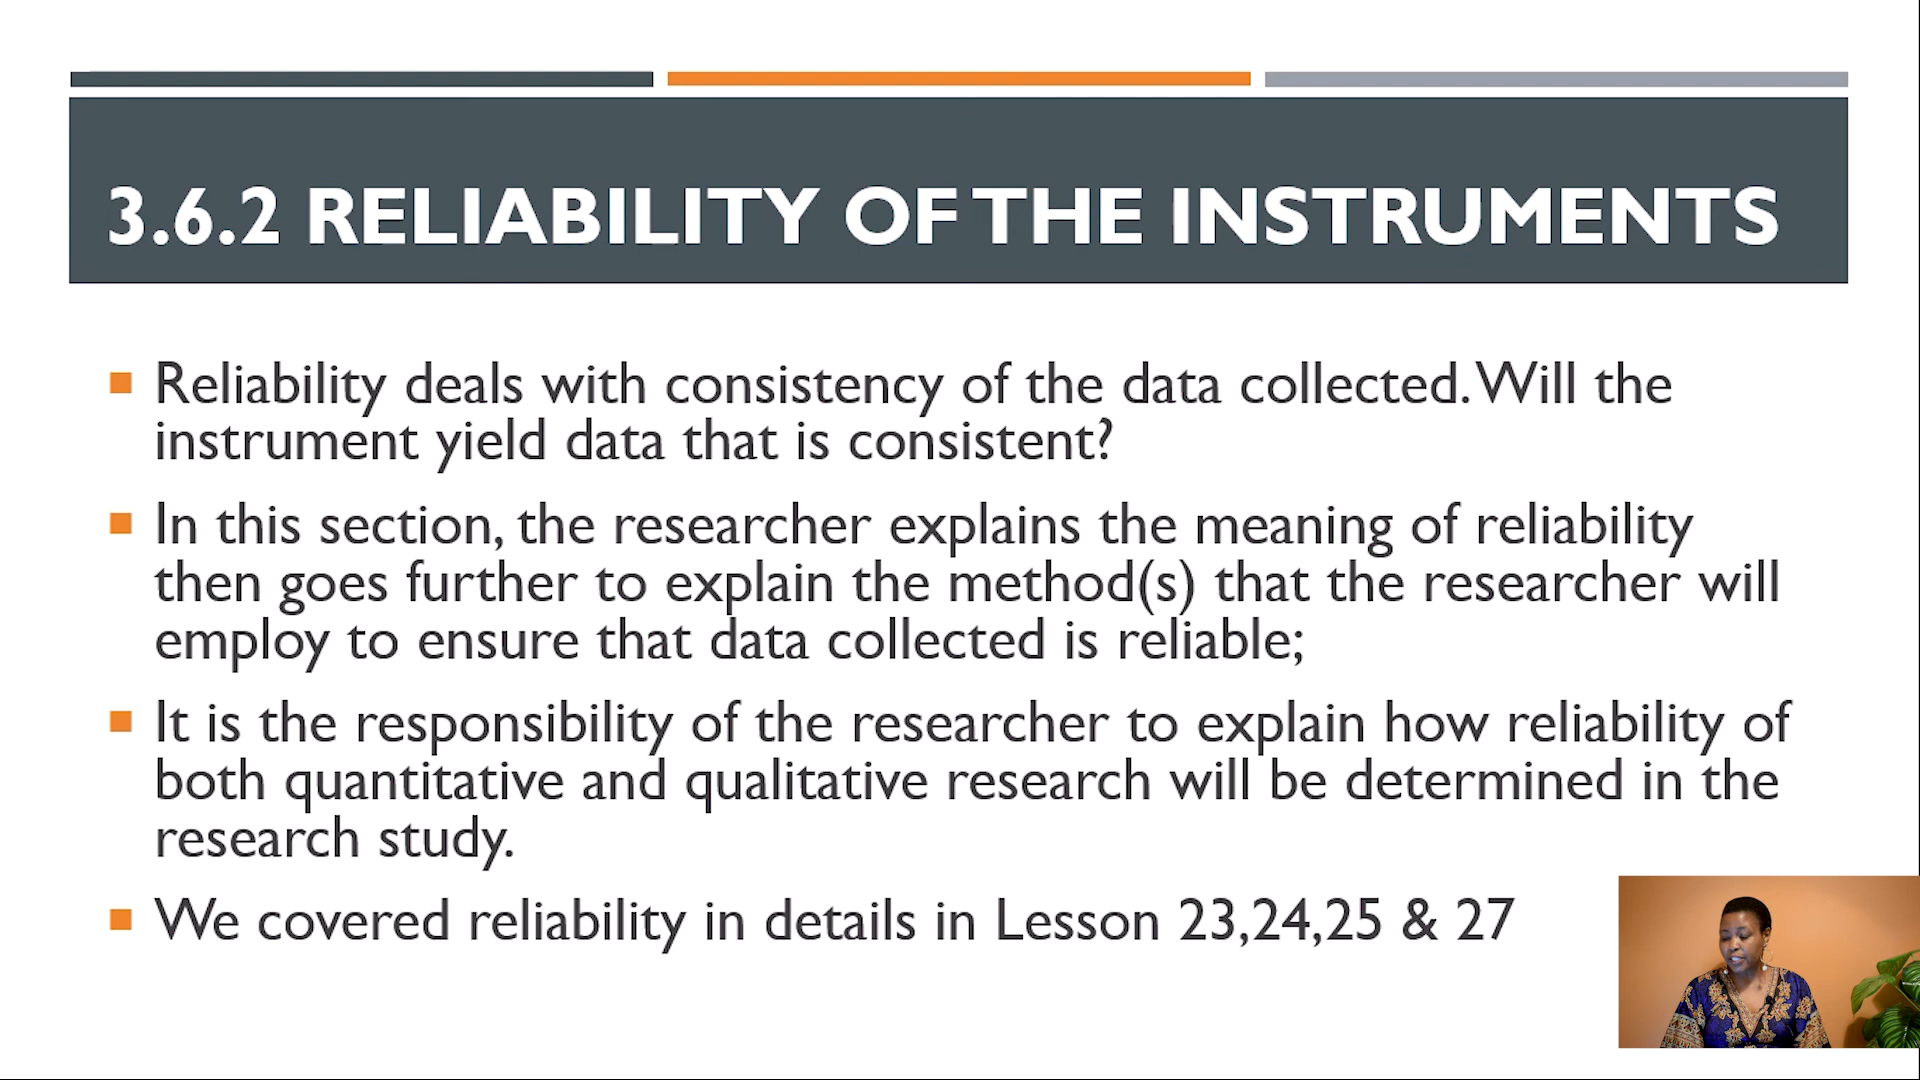 3.6.2 RELIABILITY OF THE INSTRUMENTS
Reliability deals with consistency of the data collected. Will the
instrument yield data that is consistent?
In this section, the researcher explains the meaning of reliability
then goes further to explain the method(s) that the researcher will
employ to ensure that data collected is reliable;
It is the responsibility of the researcher to explain how reliability of
both quantitative and qualitative research will be determined in the
research study.
We covered reliability in details in Lesson 23,24,25 & 27